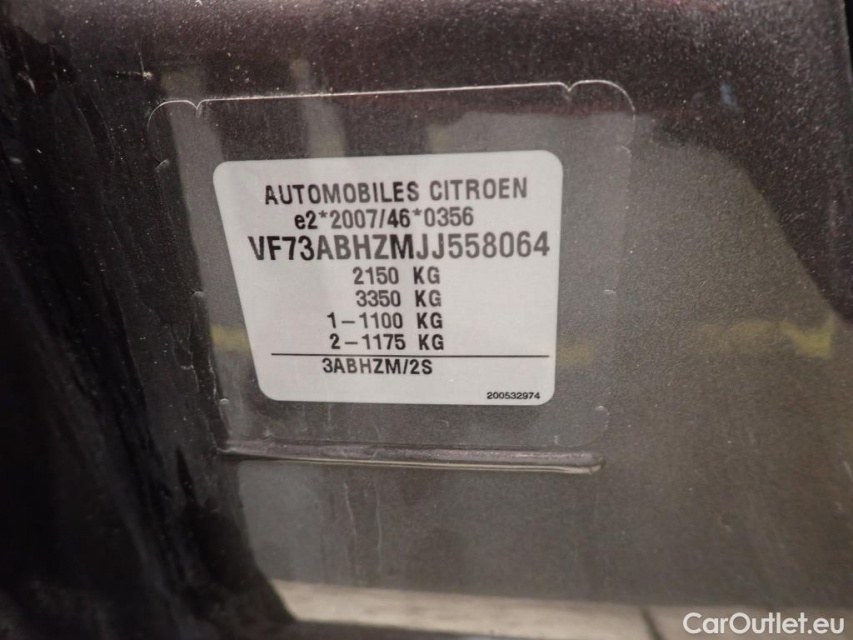 AUTOMOBILES CITROEN
e2*2007/46*0356
VF73ABHZMJJ558064
2150 KG
3350 KG
1-1100 KG
2-1175 KG
3ABHZM/2S
200532974
CarOutlet.eu